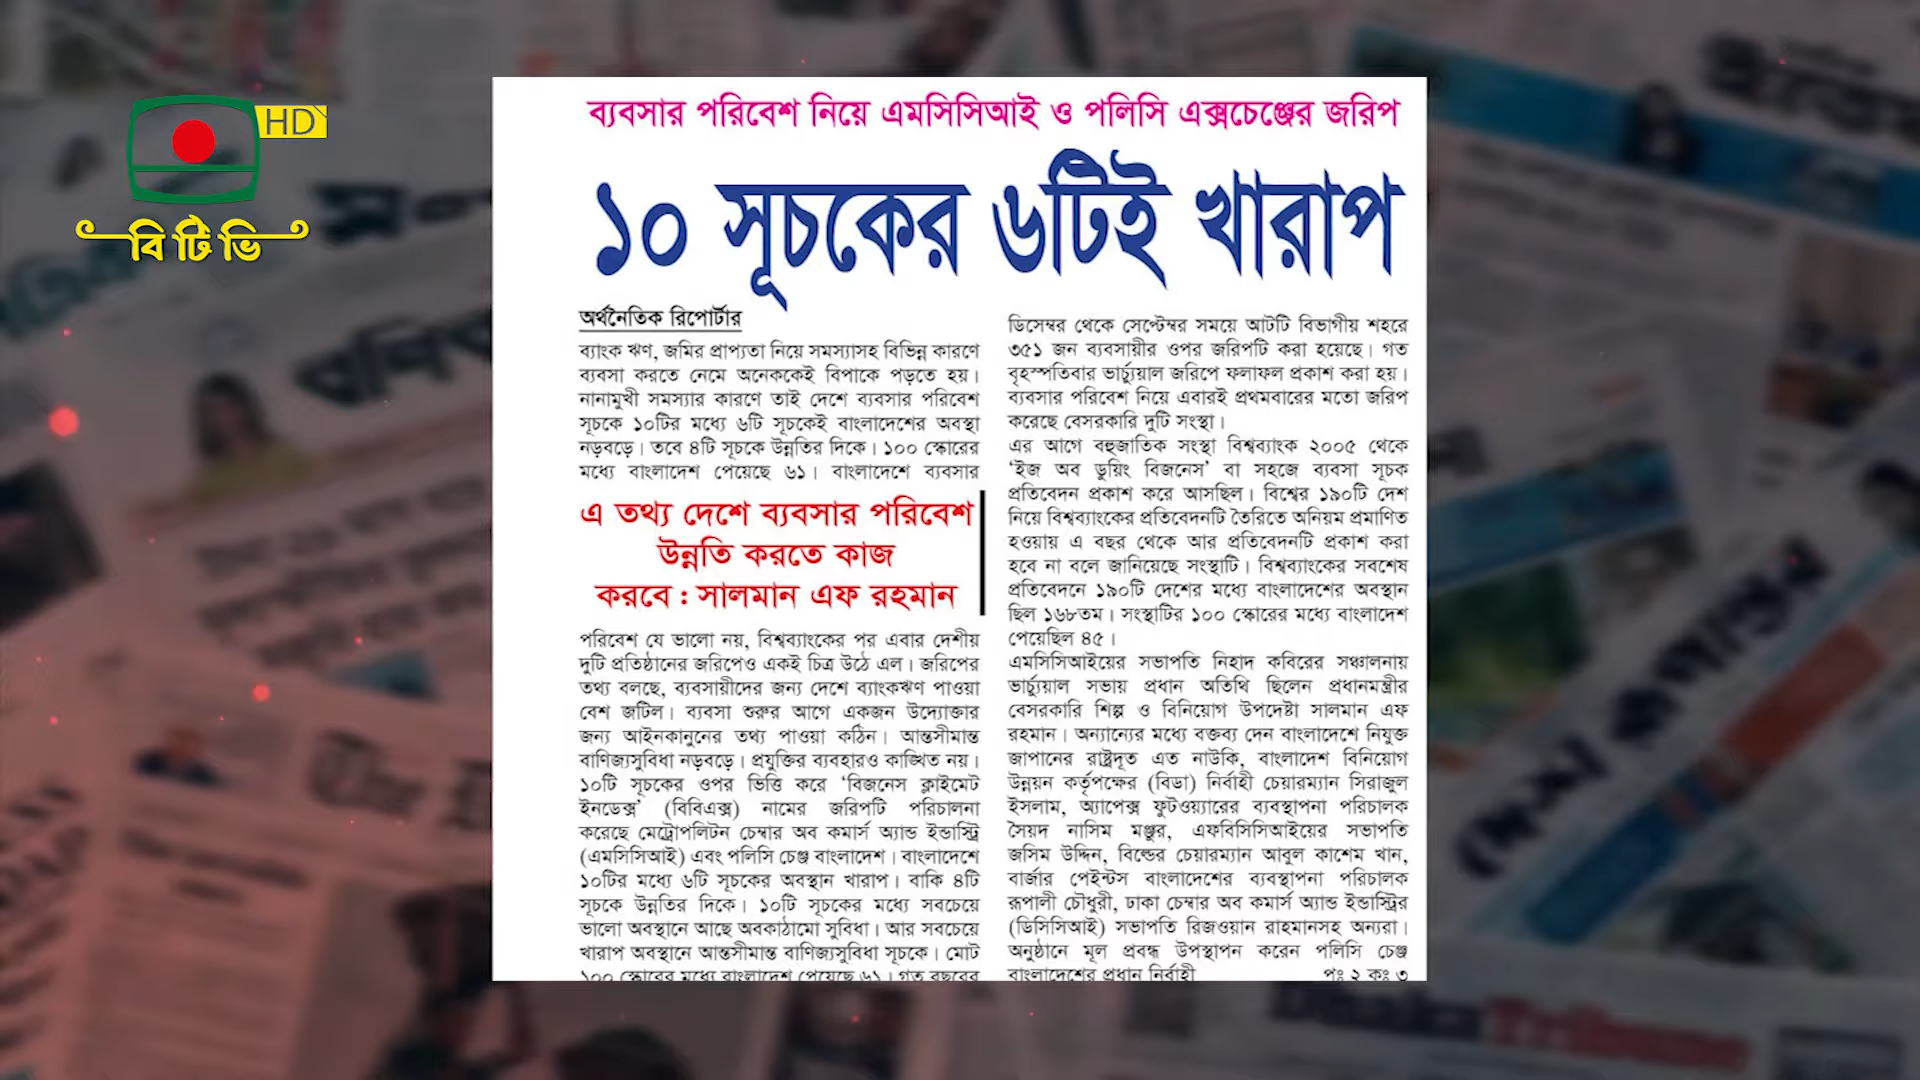 HD
বিটিভি
ব্যবসার পরিবেশ নিয়ে এমসিসিআই ও পলিসি এক্সচেঞ্জের জরিপ
১০ সূচকের ৬টিই খারাপ
অর্থনৈতিক রিপোর্টার
ব্যাংক ঋণ, জমির প্রাপ্যতা নিয়ে সমস্যাসহ বিভিন্ন কারণে
ব্যবসা করতে নেমে অনেককেই বিপাকে পড়তে হয়।
নানামুখী সমস্যার কারণে তাই দেশে ব্যবসার পরিবেশ
সূচকে ১০টির মধ্যে ৬টি সূচকেই বাংলাদেশের অবস্থা
নড়বড়ে। তবে ৪টি সূচকে উন্নতির দিকে। ১০০ স্কোরের
মধ্যে বাংলাদেশ পেয়েছে ৬১। বাংলাদেশে ব্যবসার
এ তথ্য দেশে ব্যবসার পরিবেশ
উন্নতি করতে কাজ
করবে : সালমান এফ রহমান
পরিবেশ যে ভালো নয়, বিশ্বব্যাংকের পর এবার দেশীয়
দুটি প্রতিষ্ঠানের জরিপেও একই চিত্র উঠে এল। জরিপের
তথ্য বলছে, ব্যবসায়ীদের জন্য দেশে ব্যাংকঋণ পাওয়া
বেশ জটিল। ব্যবসা শুরুর আগে একজন উদ্যোক্তার
জন্য আইনকানুনের তথ্য পাওয়া কঠিন। আন্তসীমান্ত
বাণিজ্যসুবিধা নড়বড়ে। প্রযুক্তির ব্যবহারও কাঙ্খিত নয়।
১০টি সূচকের ওপর ভিত্তি করে ‘বিজনেস ক্লাইমেট
ইনডেক্স’ (বিবিএক্স) নামের জরিপটি পরিচালনা
করেছে মেট্রোপলিটন চেম্বার অব কমার্স অ্যান্ড ইন্ডাস্ট্রি
(এমসিসিআই) এবং পলিসি চেঞ্জ বাংলাদেশ। বাংলাদেশে
১০টির মধ্যে ৬টি সূচকের অবস্থান খারাপ। বাকি ৪টি
সূচকে উন্নতির দিকে। ১০টি সূচকের মধ্যে সবচেয়ে
ভালো অবস্থানে আছে অবকাঠামো সুবিধা। আর সবচেয়ে
খারাপ অবস্থানে আন্তসীমান্ত বাণিজ্যসুবিধা সূচকে। মোট
১০০ স্কোরের মধ্যে বাংলাদেশ পেয়েছে ৬১। গত বছরের
ডিসেম্বর থেকে সেপ্টেম্বর সময়ে আটটি বিভাগীয় শহরে
৩৫১ জন ব্যবসায়ীর ওপর জরিপটি করা হয়েছে। গত
বৃহস্পতিবার ভার্চ্যুয়াল জরিপে ফলাফল প্রকাশ করা হয়।
ব্যবসার পরিবেশ নিয়ে এবারই প্রথমবারের মতো জরিপ
করেছে বেসরকারি দুটি সংস্থা।
এর আগে বহুজাতিক সংস্থা বিশ্বব্যাংক ২০০৫ থেকে
‘ইজ অব ডুয়িং বিজনেস’ বা সহজে ব্যবসা সূচক
প্রতিবেদন প্রকাশ করে আসছিল। বিশ্বের ১৯০টি দেশ
নিয়ে বিশ্বব্যাংকের প্রতিবেদনটি তৈরিতে অনিয়ম প্রমাণিত
হওয়ায় এ বছর থেকে আর প্রতিবেদনটি প্রকাশ করা
হবে না বলে জানিয়েছে সংস্থাটি। বিশ্বব্যাংকের সবশেষ
প্রতিবেদনে ১৯০টি দেশের মধ্যে বাংলাদেশের অবস্থান
ছিল ১৬৮তম। সংস্থাটির ১০০ স্কোরের মধ্যে বাংলাদেশ
পেয়েছিল ৪৫।
এমসিসিআইয়ের সভাপতি নিহাদ কবিরের সঞ্চালনায়
ভার্চ্যুয়াল সভায় প্রধান অতিথি ছিলেন প্রধানমন্ত্রীর
বেসরকারি শিল্প ও বিনিয়োগ উপদেষ্টা সালমান এফ
রহমান। অন্যান্যের মধ্যে বক্তব্য দেন বাংলাদেশে নিযুক্ত
জাপানের রাষ্ট্রদূত এত নাউকি, বাংলাদেশ বিনিয়োগ
উন্নয়ন কর্তৃপক্ষের (বিডা) নির্বাহী চেয়ারম্যান সিরাজুল
ইসলাম, অ্যাপেক্স ফুটওয়্যারের ব্যবস্থাপনা পরিচালক
সৈয়দ নাসিম মঞ্জুর, এফবিসিসিআইয়ের সভাপতি
জসিম উদ্দিন, বিল্ডের চেয়ারম্যান আবুল কাশেম খান,
বার্জার পেইন্টস বাংলাদেশের ব্যবস্থাপনা পরিচালক
রূপালী চৌধুরী, ঢাকা চেম্বার অব কমার্স অ্যান্ড ইন্ডাস্ট্রির
(ডিসিসিআই) সভাপতি রিজওয়ান রাহমানসহ অন্যরা।
অনুষ্ঠানে মূল প্রবন্ধ উপস্থাপন করেন পলিসি চেঞ্জ
বাংলাদেশের প্রধান নির্বাহী পৃঃ ২ কঃ ৩